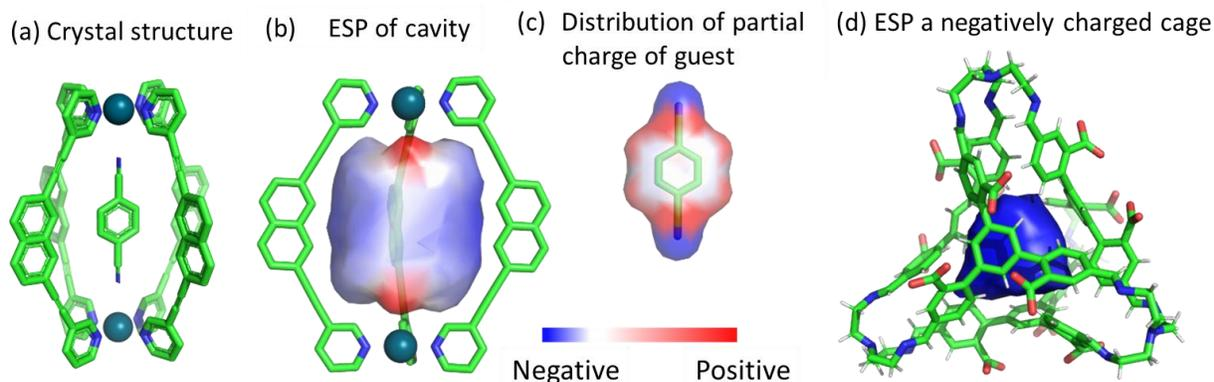 (a) Crystal structure
(b) ESP of cavity
(c) Distribution of partial
charge of guest
(d) ESP a negatively charged cage
Negative Positive